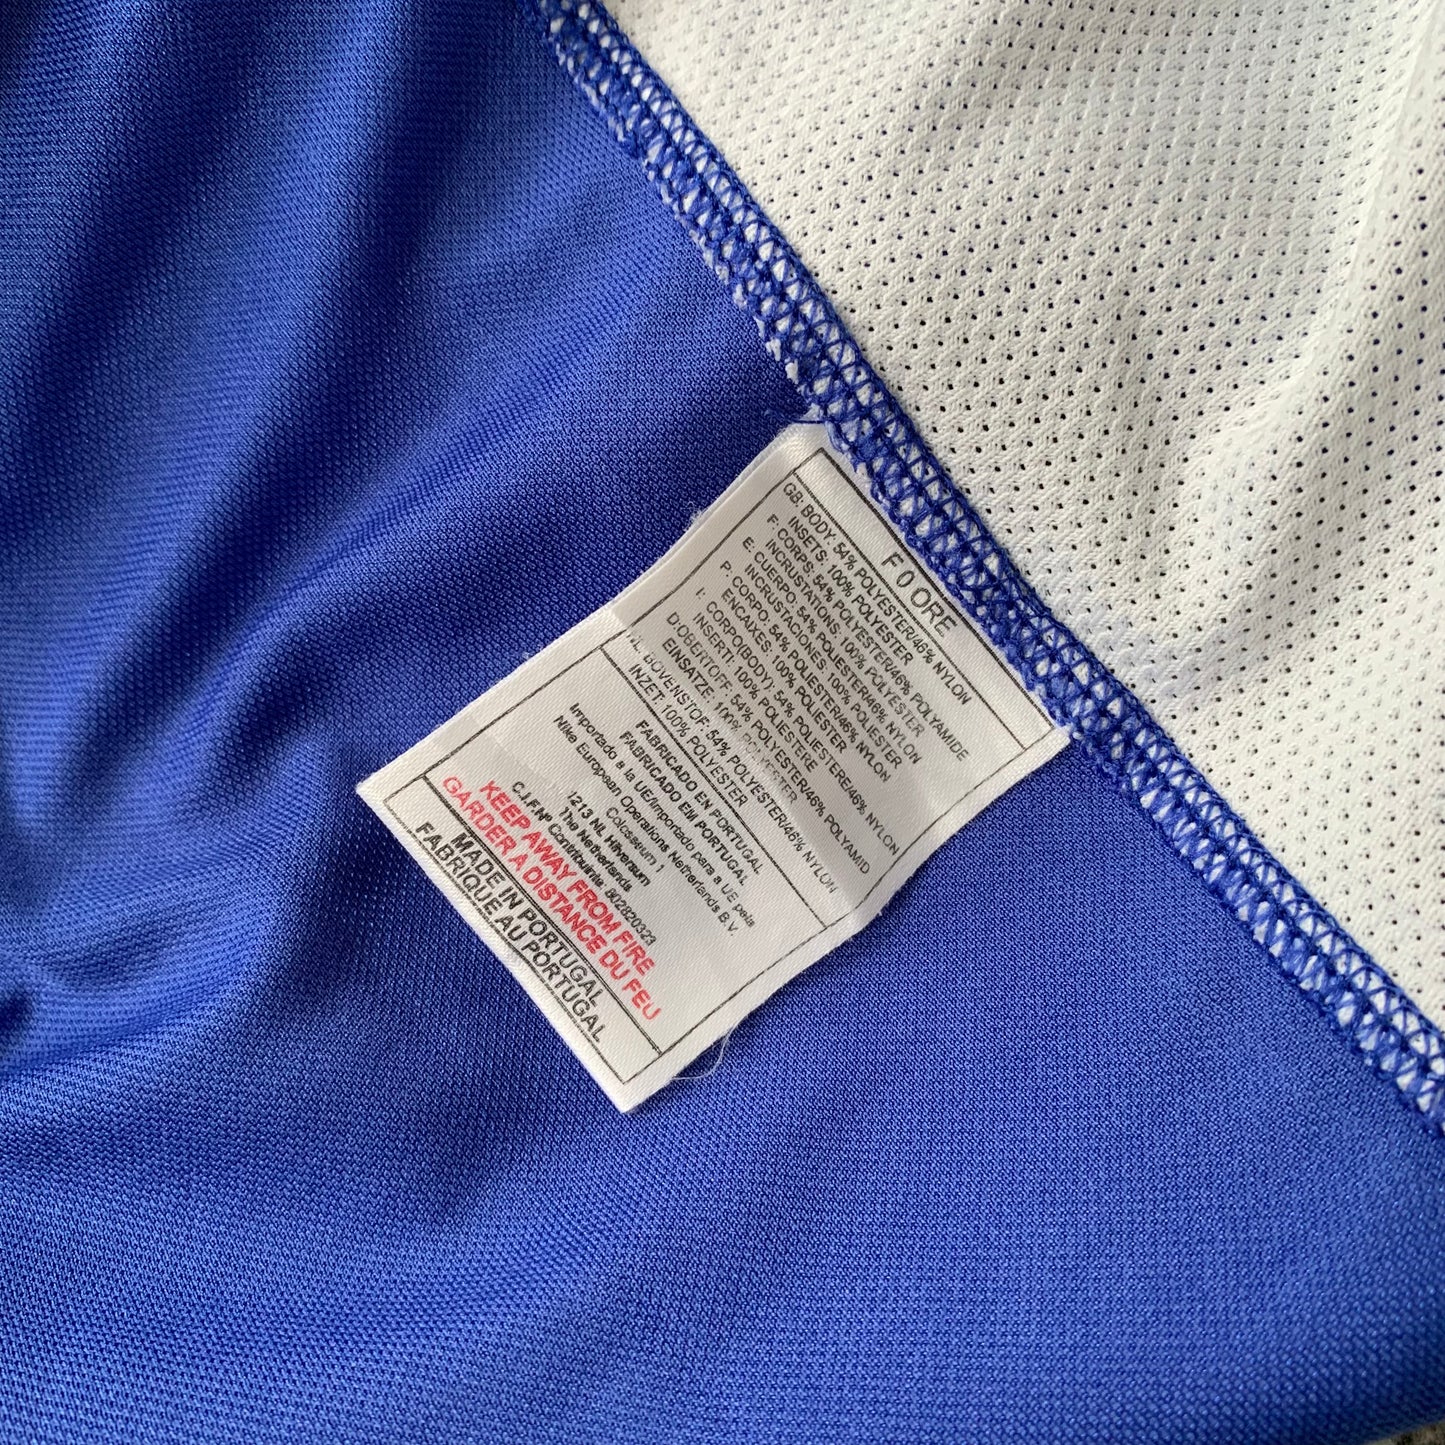 F 0 ORE
GB: BODY: 54% POLYESTER/46% NYLON
INSETS: 100% POLYESTER
F: CORPS: 54% POLYESTER/46% POLYAMIDE
INCRUSTATIONS: 100% POLYESTER
E: CUERPO: 54% POLIESTER/46% NYLON
INCRUSTACIONES 100% POLIESTER
P: CORPO: 54% POLIESTER/46% NYLON
ENCAIXES: 100% POLIESTER
I: CORPO(BODY): 54% POLIESTERE/46% NYLON
INSERTI: 100% POLIESTERE
D:OBERTOFF: 54% POLYESTER/46% POLYAMID
EINSATZE: 100% POLYESTER
NL: BOVENSTOF: 54% POLYESTER/46% NYLON
INZET: 100% POLYESTER
FABRICADO EN PORTUGAL
FABRICADO EM PORTUGAL
Importado a la UE/Importado para a UE pela
Nike European Operations Netherlands B.V.
Colosseum 1
1213 NL Hilversum
The Netherlands
C.I.F.Nº Contribuinte 902820323
KEEP AWAY FROM FIRE
GARDER A DISTANCE DU FEU
MADE IN PORTUGAL
FABRIQUE AU PORTUGAL